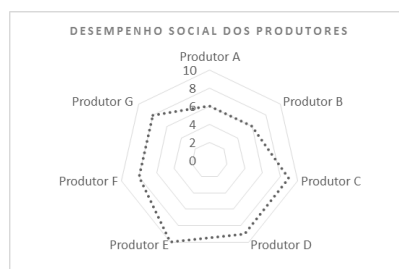 DESEMPENHO SOCIAL DOS PRODUTORES
Produtor A
10
8
6
4
2
0
Produtor B
Produtor C
Produtor D
Produtor E
Produtor F
Produtor G